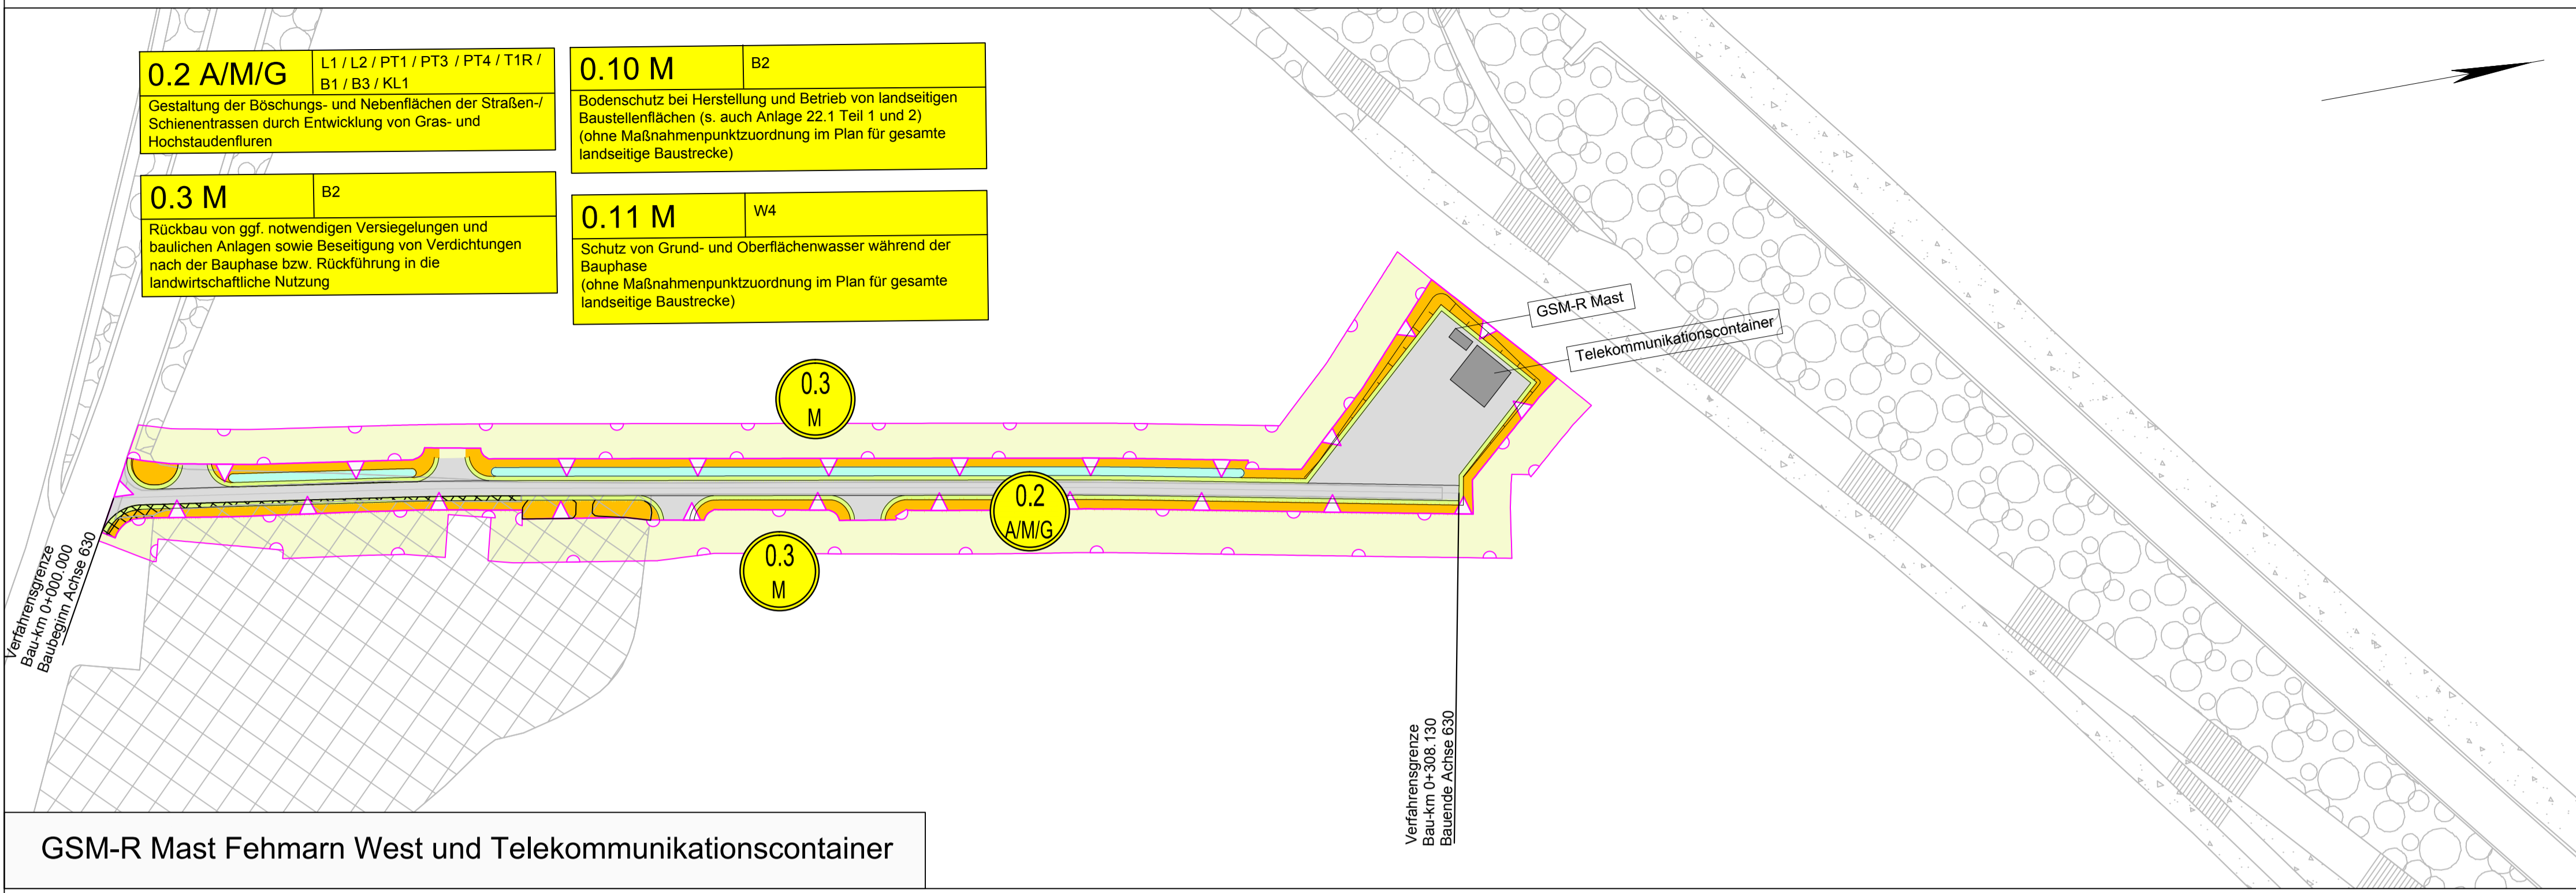 0.2 A/M/G
L1 / L2 / PT1 / PT3 / PT4 / T1R /
B1 / B3 / KL1
Gestaltung der Böschungs- und Nebenflächen der Straßen-/
Schienentrassen durch Entwicklung von Gras- und
Hochstaudenfluren
0.3 M
B2
Rückbau von ggf. notwendigen Versiegelungen und
baulichen Anlagen sowie Beseitigung von Verdichtungen
nach der Bauphase bzw. Rückführung in die
landwirtschaftliche Nutzung
0.10 M
B2
Bodenschutz bei Herstellung und Betrieb von landseitigen
Baustellenflächen (s. auch Anlage 22.1 Teil 1 und 2)
(ohne Maßnahmenpunktzuordnung im Plan für gesamte
landseitige Baustrecke)
0.11 M
W4
Schutz von Grund- und Oberflächenwasser während der
Bauphase
(ohne Maßnahmenpunktzuordnung im Plan für gesamte
landseitige Baustrecke)
GSM-R Mast
Telekommunikationscontainer
0.3
M
0.2
A/M/G
0.3
M
Verfahrensgrenze
Bau-km 0+000.000
Baubeginn Achse 630
Verfahrensgrenze
Bau-km 0+308.130
Bauende Achse 630
GSM-R Mast Fehmarn West und Telekommunikationscontainer